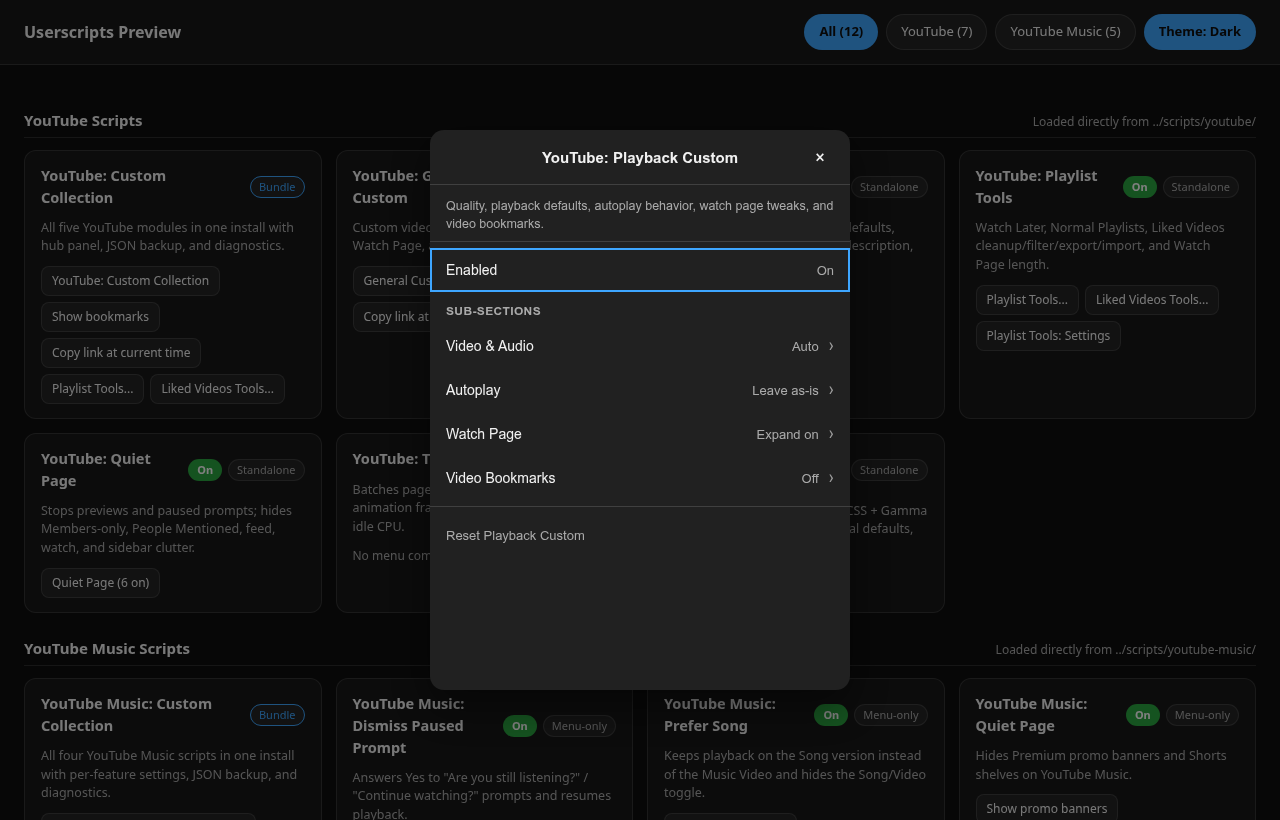 Userscripts Preview
All (12)
YouTube (7)
YouTube Music (5)
Theme: Dark
YouTube Scripts
Loaded directly from ../scripts/youtube/
YouTube: Custom
Collection
Bundle
All five YouTube modules in one install with
hub panel, JSON backup, and diagnostics.
YouTube: Custom Collection
Show bookmarks
Copy link at current time
Playlist Tools...
Liked Videos Tools...
YouTube: G
Custom
Custom video
Watch Page,
General Cus
Copy link at
Standalone
defaults,
escription,
YouTube: Playlist
Tools
On
Standalone
Watch Later, Normal Playlists, Liked Videos
cleanup/filter/export/import, and Watch
Page length.
Playlist Tools...
Liked Videos Tools...
Playlist Tools: Settings
YouTube: Playback Custom
×
Quality, playback defaults, autoplay behavior, watch page tweaks, and
video bookmarks.
Enabled
On
SUB-SECTIONS
Video & Audio
Auto ›
Autoplay
Leave as-is ›
Watch Page
Expand on ›
Video Bookmarks
Off ›
Reset Playback Custom
YouTube: Quiet
Page
On
Standalone
Stops previews and paused prompts; hides
Members-only, People Mentioned, feed,
watch, and sidebar clutter.
Quiet Page (6 on)
YouTube: T
Batches page
animation fra
idle CPU.
No menu com
Standalone
CSS + Gamma
al defaults,
YouTube Music Scripts
Loaded directly from ../scripts/youtube-music/
YouTube Music: Custom
Collection
Bundle
All four YouTube Music scripts in one install
with per-feature settings, JSON backup, and
diagnostics.
YouTube Music:
Dismiss Paused
Prompt
On
Menu-only
Answers Yes to "Are you still listening?" /
"Continue watching?" prompts and resumes
playback.
YouTube Music:
Prefer Song
On
Menu-only
Keeps playback on the Song version instead
of the Music Video and hides the Song/Video
toggle.
YouTube Music:
Quiet Page
On
Menu-only
Hides Premium promo banners and Shorts
shelves on YouTube Music.
Show promo banners